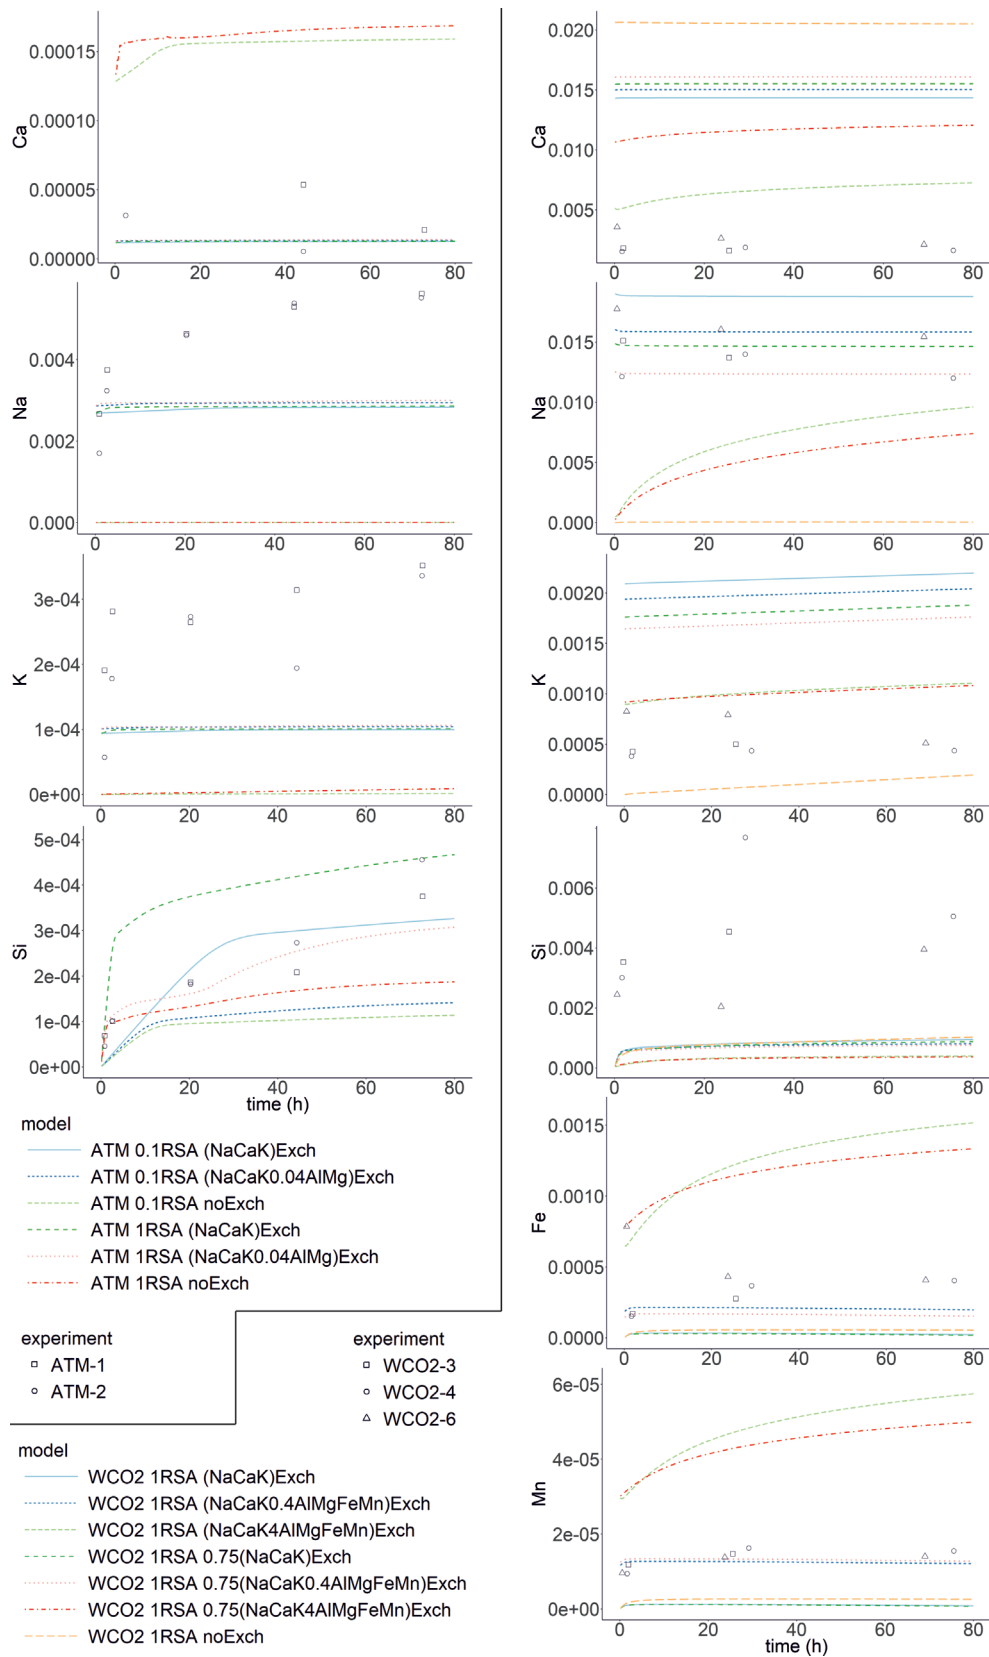 0.00015
0.00010
0.00005
0.00000
Ca
0 20 40 60 80
0.004
0.002
0.000
Na
0 20 40 60 80
3e-04
2e-04
1e-04
0e+00
K
0 20 40 60 80
5e-04
4e-04
3e-04
2e-04
1e-04
0e+00
Si
0 20 40 60 80
time (h)
model
ATM 0.1RSA (NaCaK)Exch
ATM 0.1RSA (NaCaK0.04AlMg)Exch
ATM 0.1RSA noExch
ATM 1RSA (NaCaK)Exch
ATM 1RSA (NaCaK0.04AlMg)Exch
ATM 1RSA noExch
experiment
ATM-1
ATM-2
0.020
0.015
0.010
0.005
Ca
0 20 40 60 80
0.015
0.010
0.005
0.000
Na
0 20 40 60 80
0.0020
0.0015
0.0010
0.0005
0.0000
K
0 20 40 60 80
0.006
0.004
0.002
0.000
Si
0 20 40 60 80
0.0015
0.0010
0.0005
0.0000
Fe
0 20 40 60 80
6e-05
4e-05
2e-05
0e+00
Mn
0 20 40 60 80
time (h)
experiment
WCO2-3
WCO2-4
WCO2-6
model
WCO2 1RSA (NaCaK)Exch
WCO2 1RSA (NaCaK0.4AlMgFeMn)Exch
WCO2 1RSA (NaCaK4AlMgFeMn)Exch
WCO2 1RSA 0.75(NaCaK)Exch
WCO2 1RSA 0.75(NaCaK0.4AlMgFeMn)Exch
WCO2 1RSA 0.75(NaCaK4AlMgFeMn)Exch
WCO2 1RSA noExch